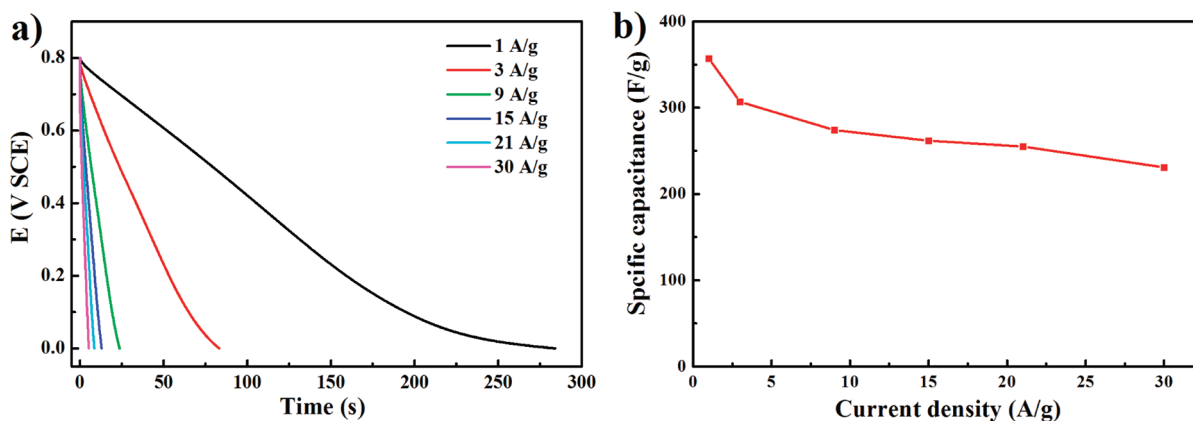 a)
E (V SCE)
0.8
0.6
0.4
0.2
0.0
1 A/g
3 A/g
9 A/g
15 A/g
21 A/g
30 A/g
0 50 100 150 200 250 300
Time (s)
b)
Spcific capacitance (F/g)
400
300
200
100
0
0 5 10 15 20 25 30
Current density (A/g)